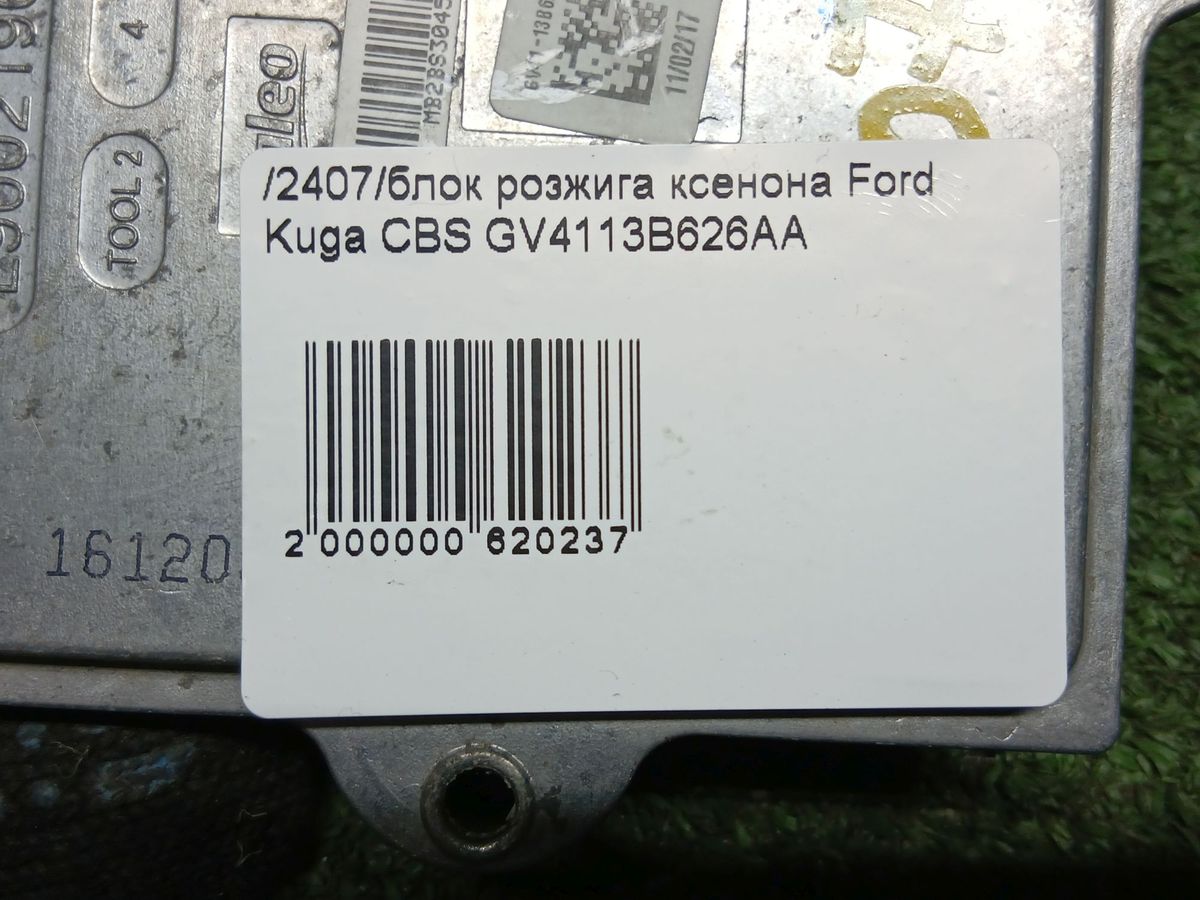 4
TOOL 2
MB2BS3045
11/02/17
/2407/блок розжига ксенона Ford
Kuga CBS GV4113B626AA
2 000000 620237
16120